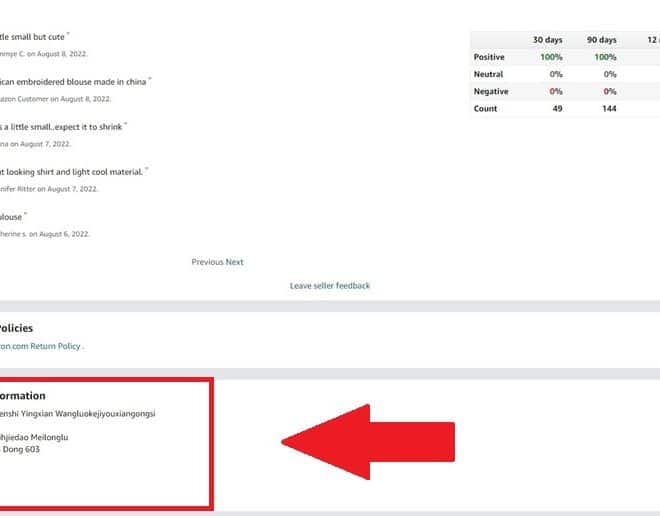 tle small but cute "
nmye C. on August 8, 2022.
ican embroidered blouse made in china "
azon Customer on August 8, 2022.
s a little small..expect it to shrink "
na on August 7, 2022.
t looking shirt and light cool material. "
nifer Ritter on August 7, 2022.
louse "
herine s. on August 6, 2022.
Previous Next
Leave seller feedback
30 days 90 days 12
Positive 100% 100%
Neutral 0% 0%
Negative 0% 0%
Count 49 144
Policies
on.com Return Policy .
ormation
enshi Yingxian Wangluokejiyouxiangongsi
hjiedao Meilonglu
Dong 603